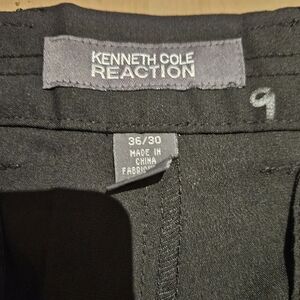 KENNETH COLE
REACTION
9
36/30
MADE IN
CHINA